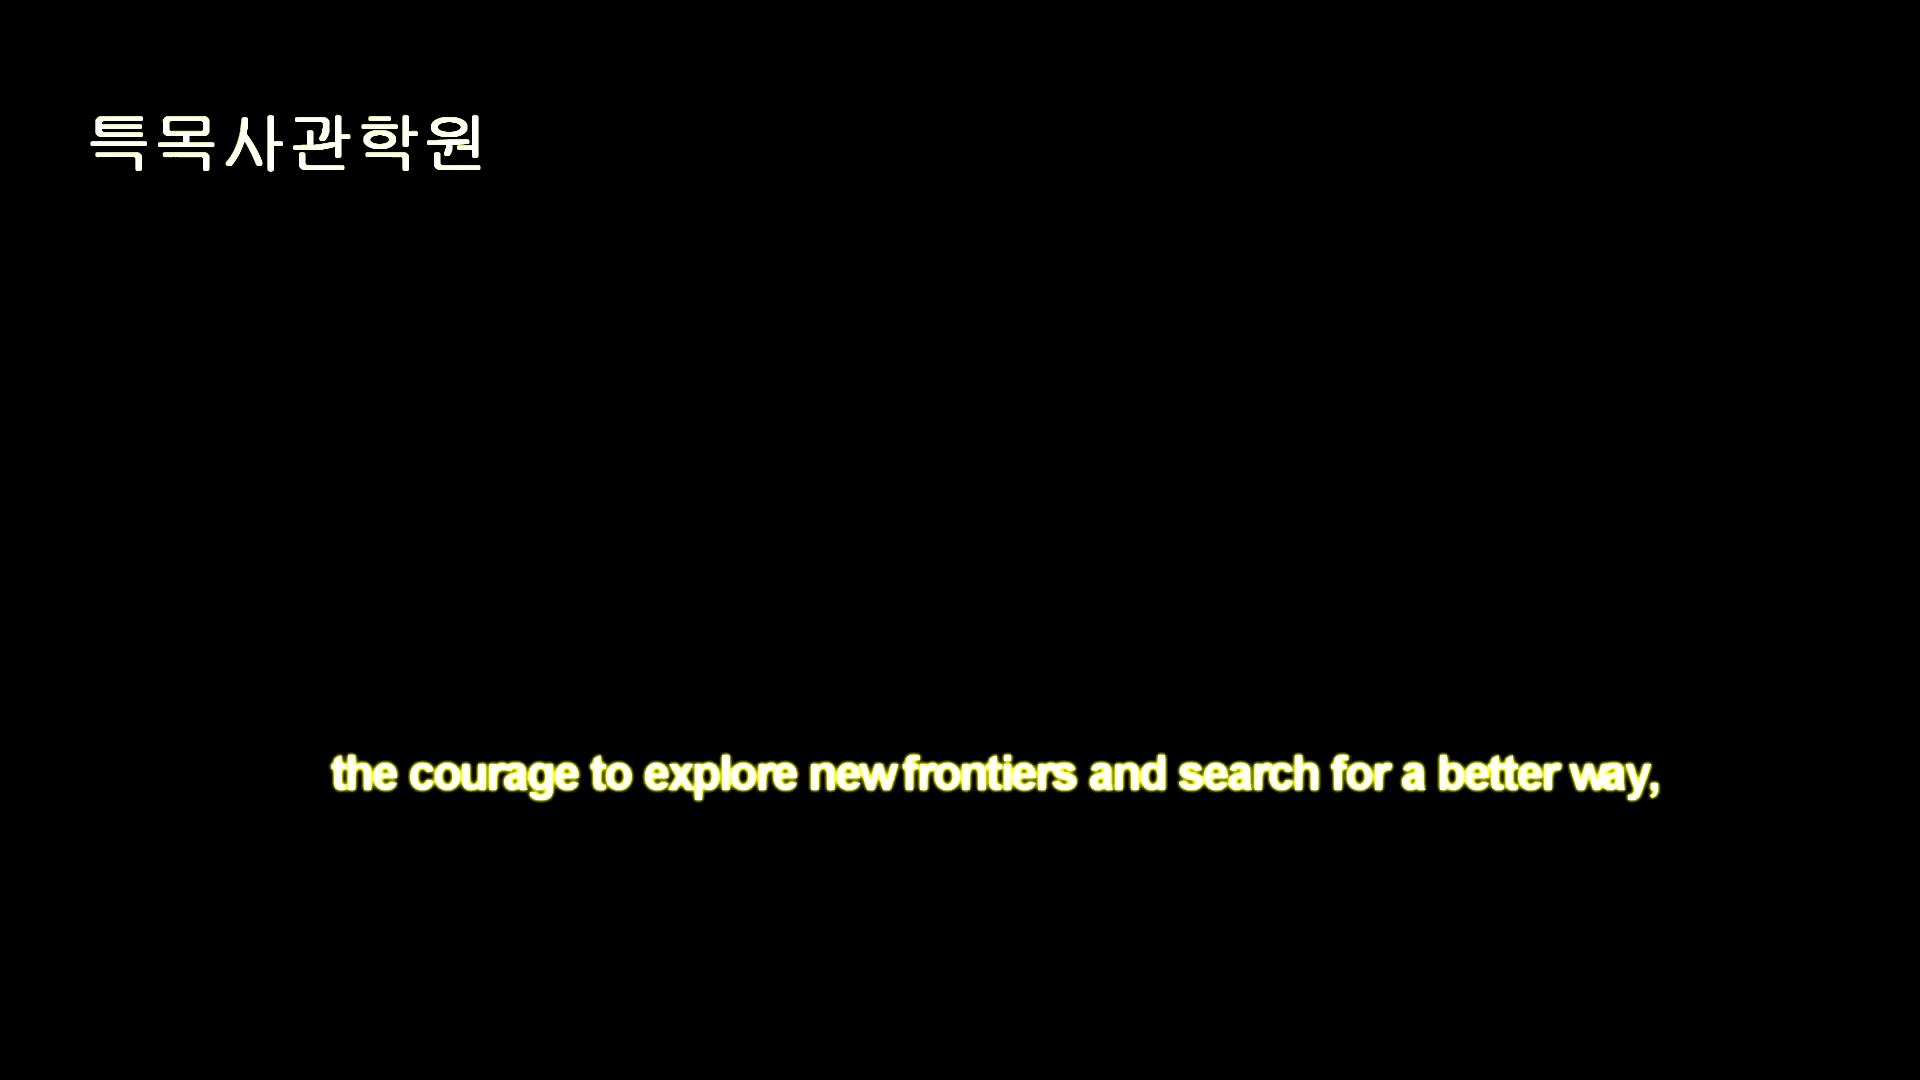 특목사관학원
the courage to explore new frontiers and search for a better way,